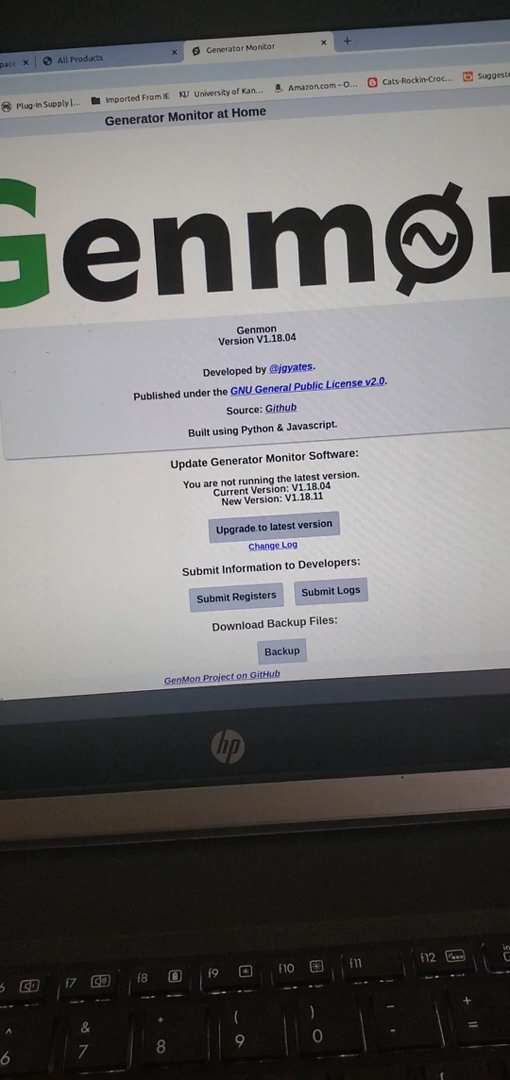 All Products
Generator Monitor
Plug-In Supply |...
Imported From IE
KU University of Kan...
Amazon.com – O...
Cats-Rockin-Croc...
Generator Monitor at Home
Genmo
Genmon
Version V1.18.04
Developed by @jgyates.
Published under the GNU General Public License v2.0.
Source: Github
Built using Python & Javascript.
Update Generator Monitor Software:
You are not running the latest version.
Current Version: V1.18.04
New Version: V1.18.11
Upgrade to latest version
Change Log
Submit Information to Developers:
Submit Registers
Submit Logs
Download Backup Files:
Backup
GenMon Project on GitHub
hp
f7 f8 f9 f10 f11 f12
^ & * ( ) - +
6 7 8 9 0 - =